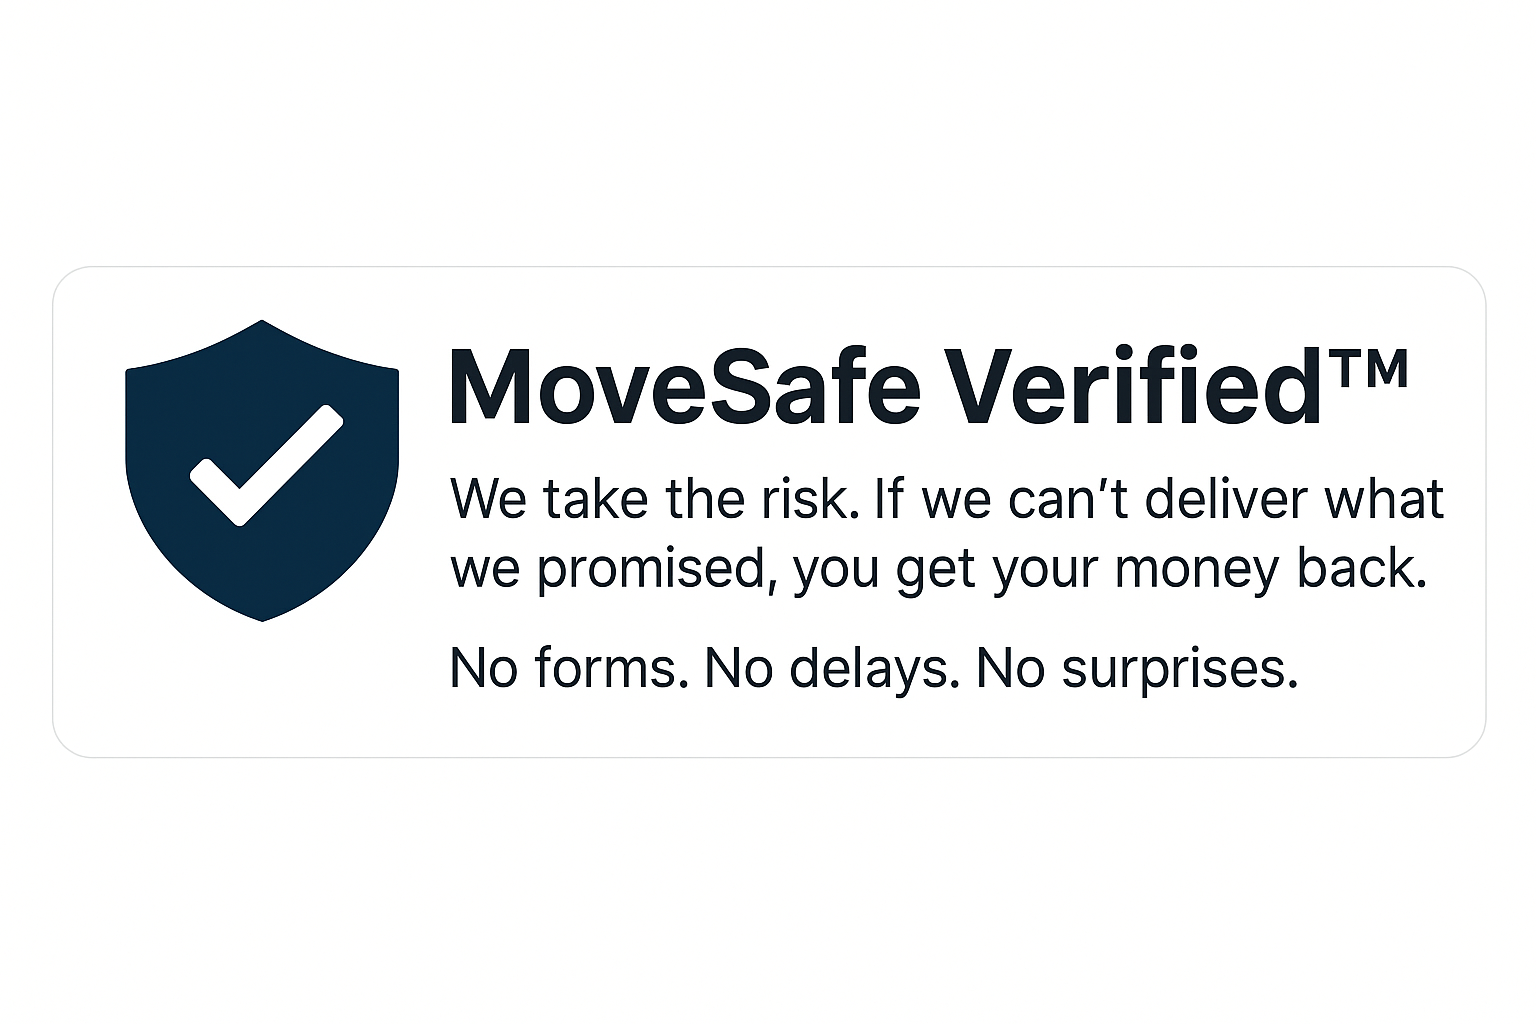 MoveSafe Verified™
We take the risk. If we can’t deliver what
we promised, you get your money back.
No forms. No delays. No surprises.